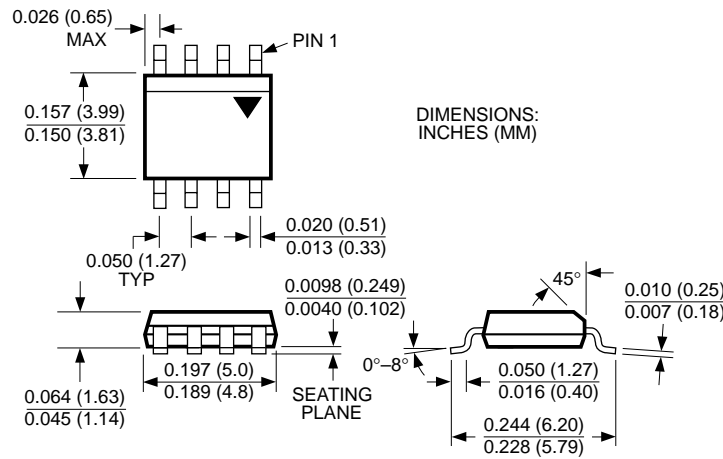 0.026 (0.65)
MAX
PIN 1
0.157 (3.99)
0.150 (3.81)
DIMENSIONS:
INCHES (MM)
0.050 (1.27)
TYP
0.020 (0.51)
0.013 (0.33)
0.0098 (0.249)
0.0040 (0.102)
45°
0.010 (0.25)
0.007 (0.18)
0°–8°
0.064 (1.63)
0.045 (1.14)
0.197 (5.0)
0.189 (4.8)
SEATING
PLANE
0.050 (1.27)
0.016 (0.40)
0.244 (6.20)
0.228 (5.79)